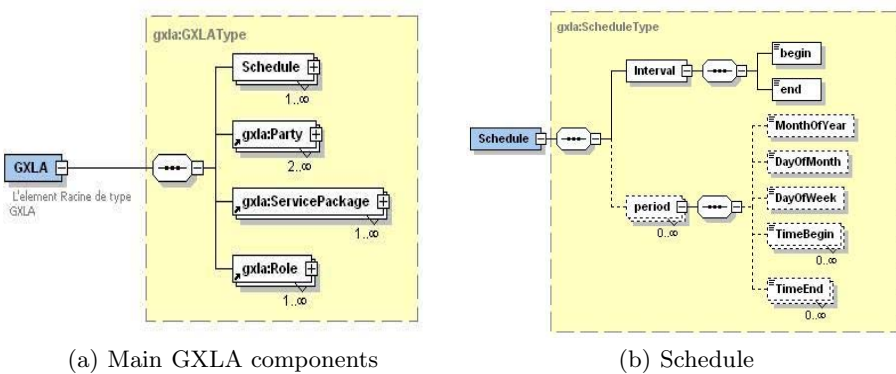 gxla:GXLAType
Schedule
1..∞
gxla:Party
2..∞
GXLA
L'element Racine de type
GXLA
gxla:ServicePackage
1..∞
gxla:Role
1..∞
(a) Main GXLA components
gxla:ScheduleType
begin
Interval
end
MonthOfYear
Schedule
DayOfMonth
DayOfWeek
period
0..∞
TimeBegin
0..∞
TimeEnd
0..∞
(b) Schedule